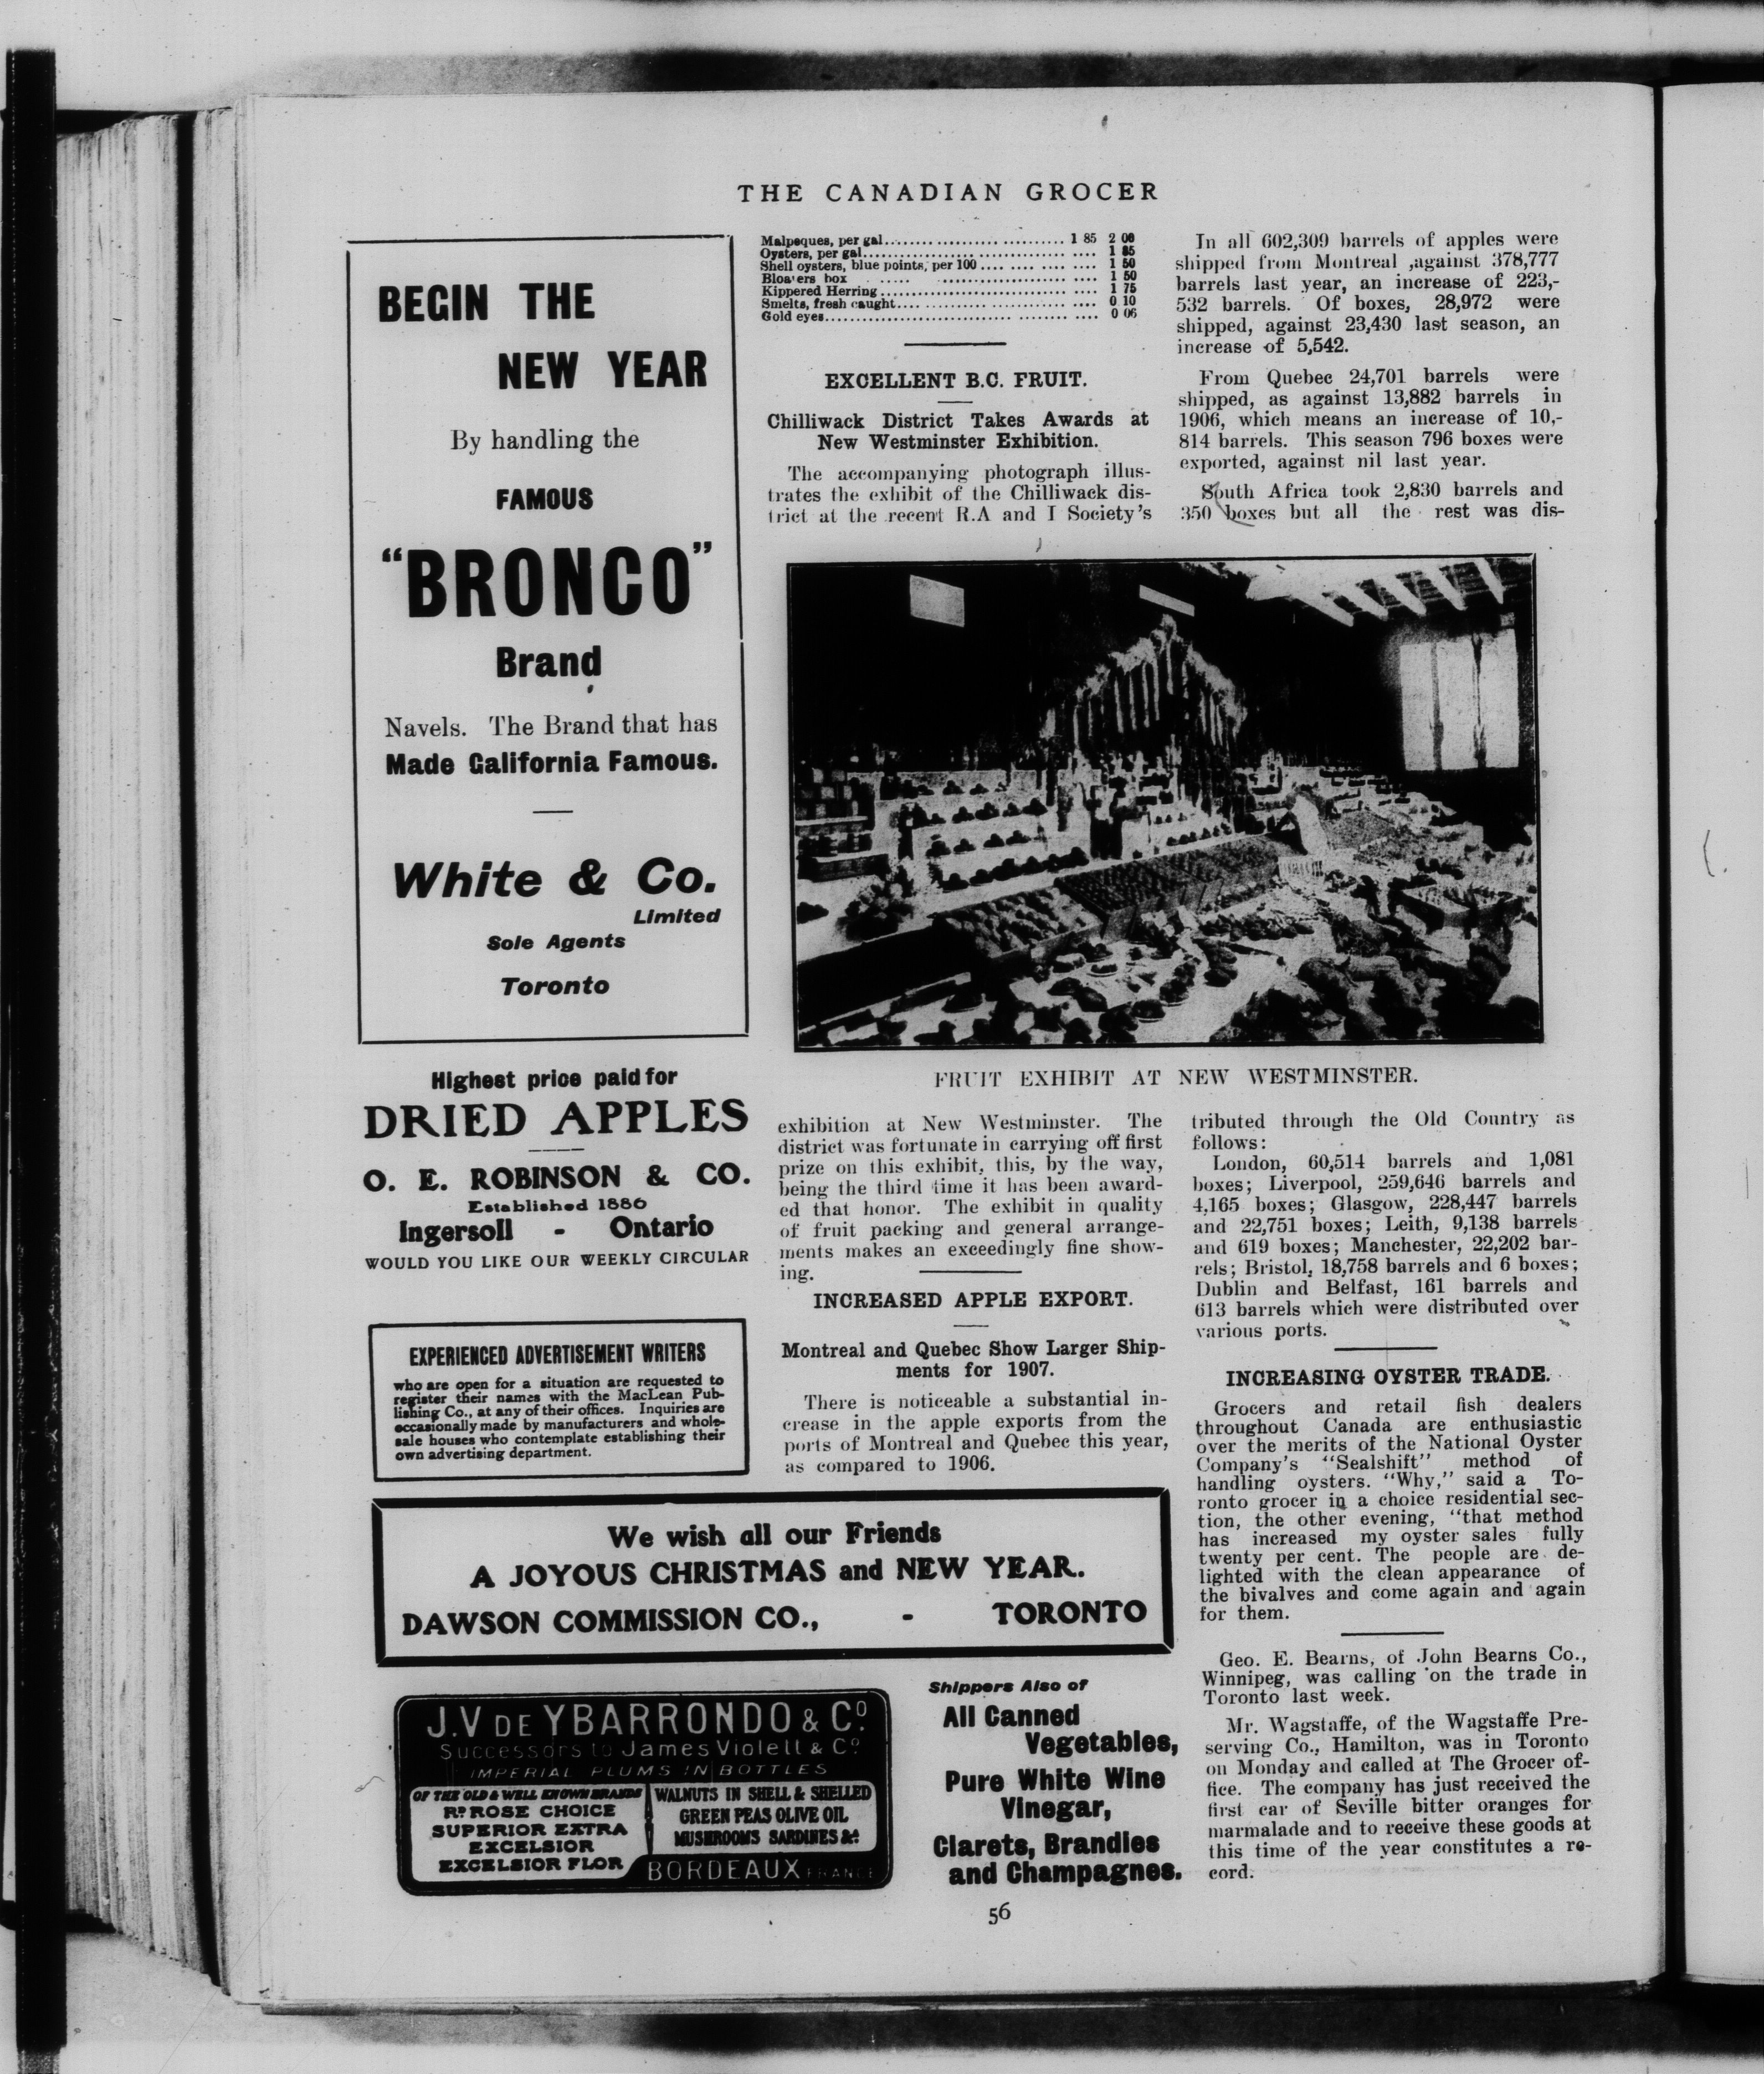 THE CANADIAN GROCER
BEGIN THE
NEW YEAR
By handling the
FAMOUS
"BRONCO"
Brand
Navels. The Brand that has
Made California Famous.
White & Co.
Limited
Sole Agents
Toronto
Highest price paid for
DRIED APPLES
O. E. ROBINSON & CO.
Established 1886
Ingersoll - Ontario
WOULD YOU LIKE OUR WEEKLY CIRCULAR
EXPERIENCED ADVERTISEMENT WRITERS
who are open for a situation are requested to
register their names with the MacLean Pub-
lishing Co., at any of their offices. Inquiries are
occasionally made by manufacturers and whole-
sale houses who contemplate establishing their
own advertising department.
Malpeques, per gal. 1 85 2 00
Oysters, per gal. 1 85
Shell oysters, blue points, per 100 1 50
Bloaters box 1 50
Kippered Herring 1 75
Smelts, fresh caught 0 10
Gold eyes 0 06
EXCELLENT B.C. FRUIT.
Chilliwack District Takes Awards at
New Westminster Exhibition.
The accompanying photograph illus-
trates the exhibit of the Chilliwack dis-
trict at the recent R.A and I Society's
FRUIT EXHIBIT AT NEW WESTMINSTER.
exhibition at New Westminster. The
district was fortunate in carrying off first
prize on this exhibit, this, by the way,
being the third time it has been award-
ed that honor. The exhibit in quality
of fruit packing and general arrange-
ments makes an exceedingly fine show-
ing.
INCREASED APPLE EXPORT.
Montreal and Quebec Show Larger Ship-
ments for 1907.
There is noticeable a substantial in-
crease in the apple exports from the
ports of Montreal and Quebec this year,
as compared to 1906.
In all 602,309 barrels of apples were
shipped from Montreal ,against 378,777
barrels last year, an increase of 223,-
532 barrels. Of boxes, 28,972 were
shipped, against 23,430 last season, an
increase of 5,542.
From Quebec 24,701 barrels were
shipped, as against 13,882 barrels in
1906, which means an increase of 10,-
814 barrels. This season 796 boxes were
exported, against nil last year.
South Africa took 2,830 barrels and
350 boxes but all the rest was dis-
tributed through the Old Country as
follows:
London, 60,514 barrels and 1,081
boxes; Liverpool, 259,646 barrels and
4,165 boxes; Glasgow, 228,447 barrels
and 22,751 boxes; Leith, 9,138 barrels
and 619 boxes; Manchester, 22,202 bar-
rels; Bristol, 18,758 barrels and 6 boxes;
Dublin and Belfast, 161 barrels and
613 barrels which were distributed over
various ports.
INCREASING OYSTER TRADE.
Grocers and retail fish dealers
throughout Canada are enthusiastic
over the merits of the National Oyster
Company's "Sealshift" method of
handling oysters. "Why," said a To-
ronto grocer in a choice residential sec-
tion, the other evening, "that method
has increased my oyster sales fully
twenty per cent. The people are de-
lighted with the clean appearance of
the bivalves and come again and again
for them.
Geo. E. Bearns, of John Bearns Co.,
Winnipeg, was calling on the trade in
Toronto last week.
Mr. Wagstaffe, of the Wagstaffe Pre-
serving Co., Hamilton, was in Toronto
on Monday and called at The Grocer of-
fice. The company has just received the
first car of Seville bitter oranges for
marmalade and to receive these goods at
this time of the year constitutes a re-
cord.
We wish all our Friends
A JOYOUS CHRISTMAS and NEW YEAR.
DAWSON COMMISSION CO., - TORONTO
J.V DE YBARRONDO & Co.
Successors to James Violett & Co.
IMPERIAL PLUMS IN BOTTLES
OF THE OLD & WELL KNOWN BRANDS
Rd. ROSE CHOICE
SUPERIOR EXTRA
EXCELSIOR
EXCELSIOR FLOR
WALNUTS IN SHELL & SHELLED
GREEN PEAS OLIVE OIL
MUSHROOMS SARDINES &c.
BORDEAUX FRANCE
Shippers Also of
All Canned
Vegetables,
Pure White Wine
Vinegar,
Clarets, Brandies
and Champagnes.
56